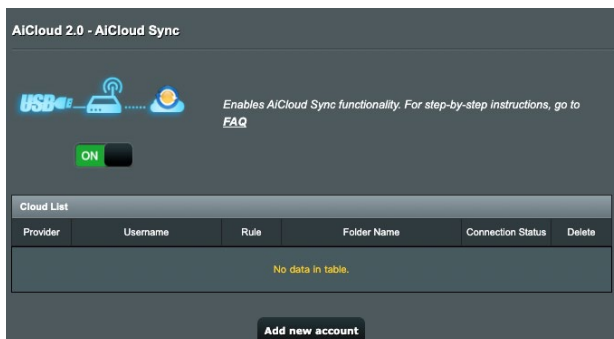 AiCloud 2.0 - AiCloud Sync
USB
Enables AiCloud Sync functionality. For step-by-step instructions, go to
FAQ
ON
Cloud List
Provider Username Rule Folder Name Connection Status Delete
No data in table.
Add new account